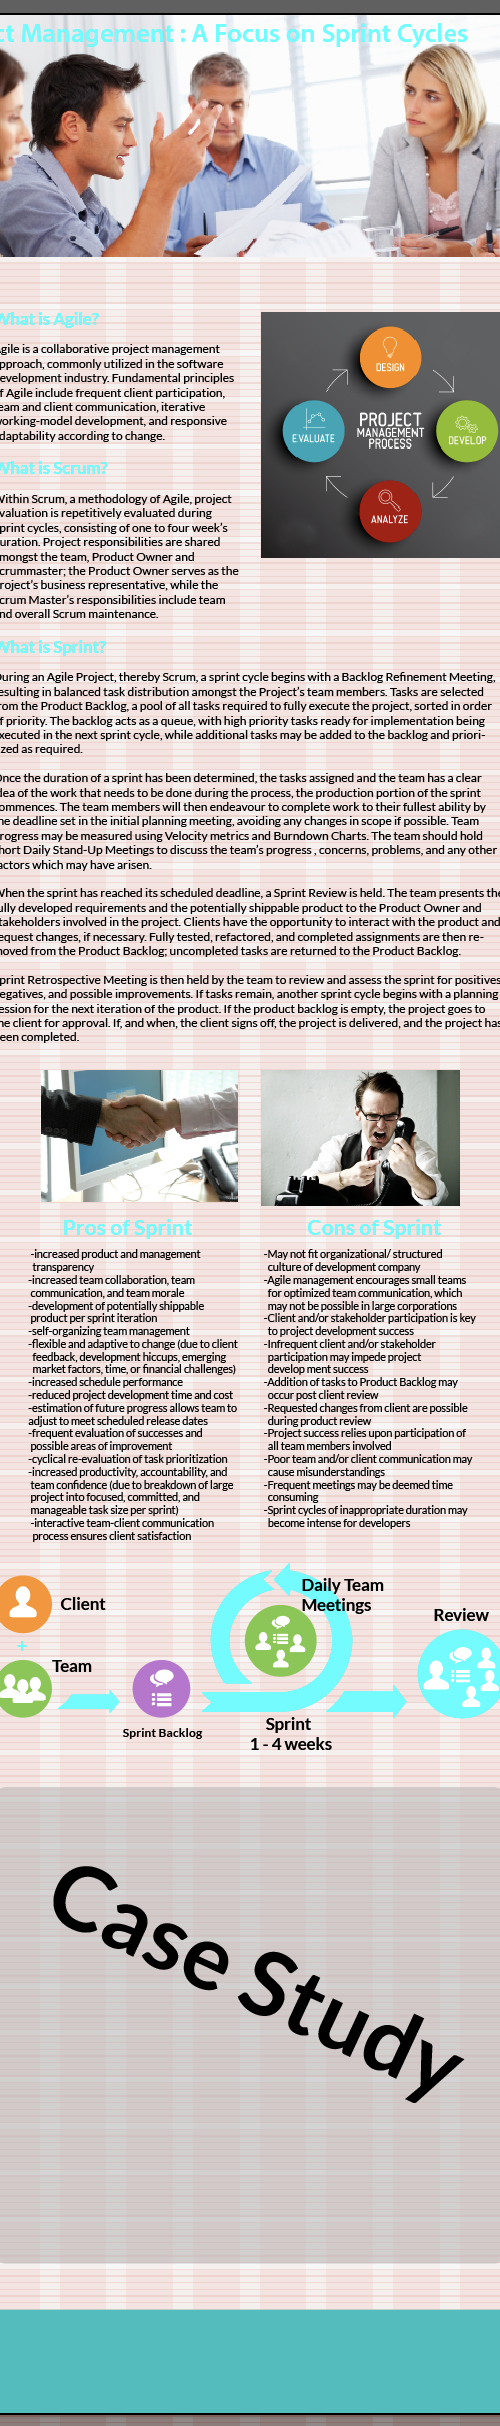 ct Management : A Focus on Sprint Cycles
What is Agile?
gile is a collaborative project management
pproach, commonly utilized in the software
evelopment industry. Fundamental principles
f Agile include frequent client participation,
eam and client communication, iterative
working-model development, and responsive
daptability according to change.
What is Scrum?
Within Scrum, a methodology of Agile, project
valuation is repetitively evaluated during
print cycles, consisting of one to four week's
uration. Project responsibilities are shared
mongst the team, Product Owner and
crummaster; the Product Owner serves as the
roject's business representative, while the
crum Master's responsibilities include team
nd overall Scrum maintenance.
DESIGN
EVALUATE
PROJECT
MANAGEMENT
PROCESS
DEVELOP
ANALYZE
What is Sprint?
During an Agile Project, thereby Scrum, a sprint cycle begins with a Backlog Refinement Meeting,
esulting in balanced task distribution amongst the Project's team members. Tasks are selected
rom the Product Backlog, a pool of all tasks required to fully execute the project, sorted in order
f priority. The backlog acts as a queue, with high priority tasks ready for implementation being
xecuted in the next sprint cycle, while additional tasks may be added to the backlog and priori-
ized as required.
Once the duration of a sprint has been determined, the tasks assigned and the team has a clear
dea of the work that needs to be done during the process, the production portion of the sprint
ommences. The team members will then endeavour to complete work to their fullest ability by
he deadline set in the initial planning meeting, avoiding any changes in scope if possible. Team
rogress may be measured using Velocity metrics and Burndown Charts. The team should hold
hort Daily Stand-Up Meetings to discuss the team's progress , concerns, problems, and any other
actors which may have arisen.
When the sprint has reached its scheduled deadline, a Sprint Review is held. The team presents the
ully developed requirements and the potentially shippable product to the Product Owner and
takeholders involved in the project. Clients have the opportunity to interact with the product and
equest changes, if necessary. Fully tested, refactored, and completed assignments are then re-
moved from the Product Backlog; uncompleted tasks are returned to the Product Backlog.
print Retrospective Meeting is then held by the team to review and assess the sprint for positives
egatives, and possible improvements. If tasks remain, another sprint cycle begins with a planning
ession for the next iteration of the product. If the product backlog is empty, the project goes to
he client for approval. If, and when, the client signs off, the project is delivered, and the project has
een completed.
Pros of Sprint
-increased product and management
transparency
-increased team collaboration, team
communication, and team morale
-development of potentially shippable
product per sprint iteration
-self-organizing team management
-flexible and adaptive to change (due to client
feedback, development hiccups, emerging
market factors, time, or financial challenges)
-increased schedule performance
-reduced project development time and cost
-estimation of future progress allows team to
adjust to meet scheduled release dates
-frequent evaluation of successes and
possible areas of improvement
-cyclical re-evaluation of task prioritization
-increased productivity, accountability, and
team confidence (due to breakdown of large
project into focused, committed, and
manageable task size per sprint)
-interactive team-client communication
process ensures client satisfaction
Cons of Sprint
-May not fit organizational/ structured
culture of development company
-Agile management encourages small teams
for optimized team communication, which
may not be possible in large corporations
-Client and/or stakeholder participation is key
to project development success
-Infrequent client and/or stakeholder
participation may impede project
develop ment success
-Addition of tasks to Product Backlog may
occur post client review
-Requested changes from client are possible
during product review
-Project success relies upon participation of
all team members involved
-Poor team and/or client communication may
cause misunderstandings
-Frequent meetings may be deemed time
consuming
-Sprint cycles of inappropriate duration may
become intense for developers
Client
+
Team
Sprint Backlog
Daily Team
Meetings
Sprint
1 - 4 weeks
Review
Case Study